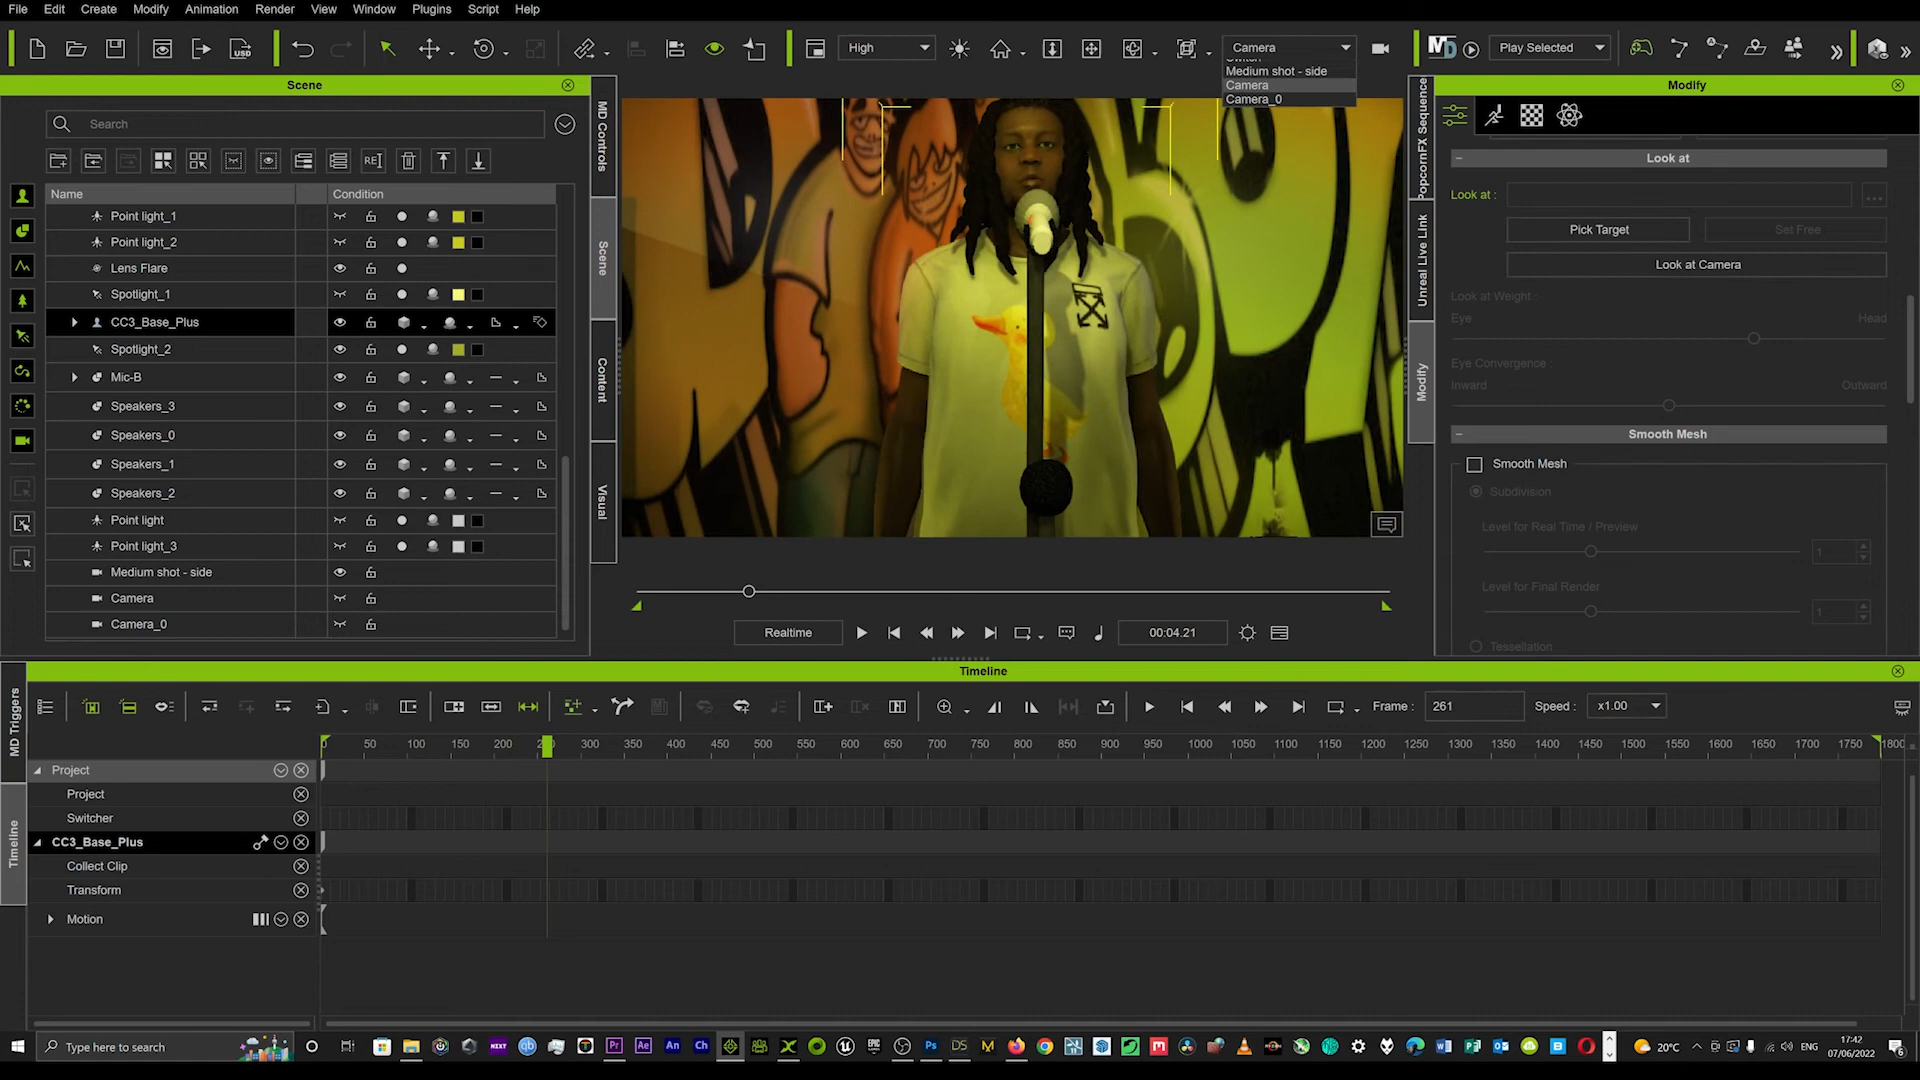 File Edit Create Modify Animation Render View Window Plugins Script Help
High
Camera
Play Selected
Switch
Medium shot - side
Camera
Camera_0
Scene
Search
Name Condition
Point light_1
Point light_2
Lens Flare
Spotlight_1
CC3_Base_Plus
Spotlight_2
Mic-B
Speakers_3
Speakers_0
Speakers_1
Speakers_2
Point light
Point light_3
Medium shot - side
Camera
Camera_0
MD Controls
Scene
Content
Visual
Realtime
00:04.21
PopcornFX Sequence
Unreal Live Link
Modify
Modify
Look at
Look at :
Pick Target Set Free
Look at Camera
Look at Weight :
Eye Head
Eye Convergence :
Inward Outward
Smooth Mesh
Smooth Mesh
Subdivision
Level for Real Time / Preview
1
Level for Final Render
1
Tessellation
MD Triggers
Timeline
Timeline
Frame : 261 Speed : x1.00
0 50 100 150 200 300 350 400 450 500 550 600 650 700 750 800 850 900 950 1000 1050 1100 1150 1200 1250 1300 1350 1400 1450 1500 1550 1600 1650 1700 1750 1800
Project
Project
Switcher
CC3_Base_Plus
Collect Clip
Transform
Motion
Type here to search
20°C
ENG
17:42
07/06/2022